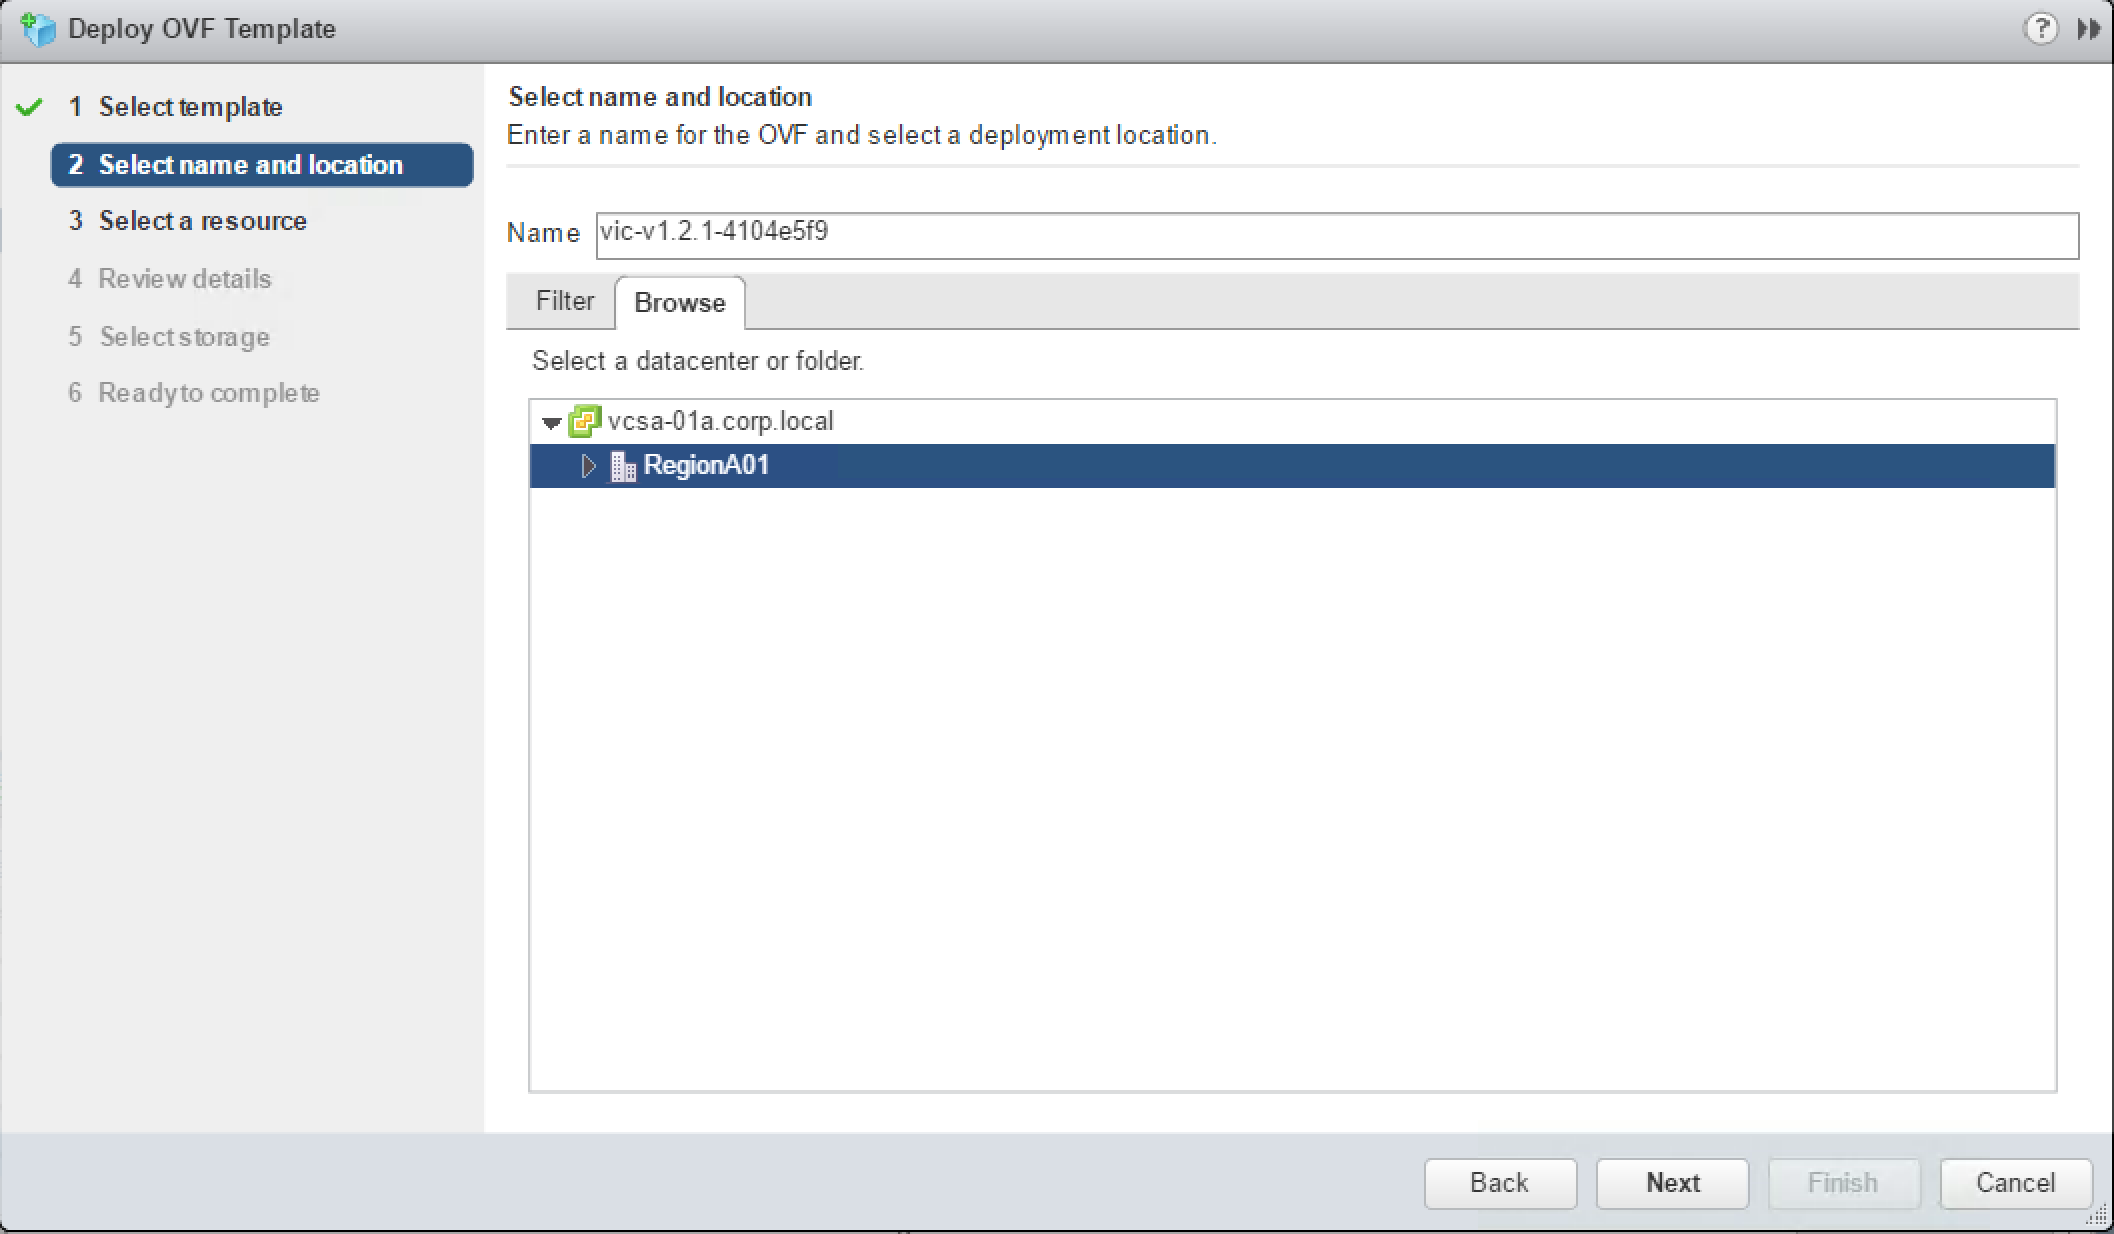 Deploy OVF Template
?
1 Select template
2 Select name and location
3 Select a resource
4 Review details
5 Select storage
6 Ready to complete
Select name and location
Enter a name for the OVF and select a deployment location.
Name vic-v1.2.1-4104e5f9
Filter Browse
Select a datacenter or folder.
vcsa-01a.corp.local
RegionA01
Back Next Finish Cancel